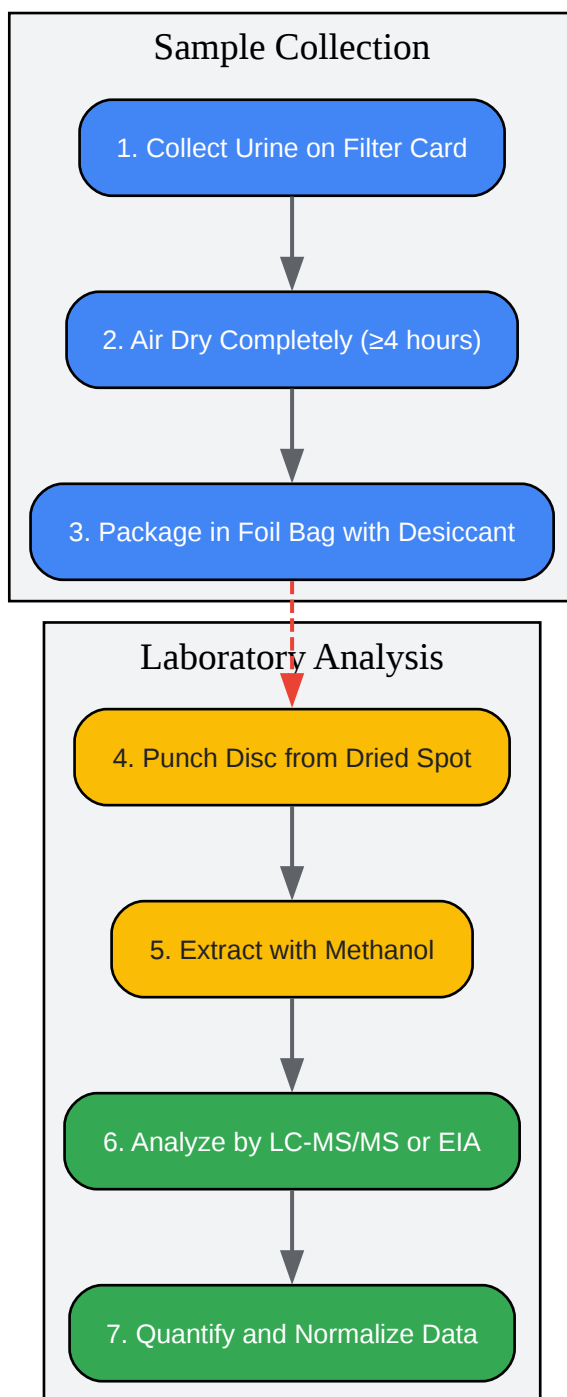 Sample Collection
1. Collect Urine on Filter Card
2. Air Dry Completely (≥4 hours)
3. Package in Foil Bag with Desiccant
Laboratory Analysis
4. Punch Disc from Dried Spot
5. Extract with Methanol
6. Analyze by LC-MS/MS or EIA
7. Quantify and Normalize Data